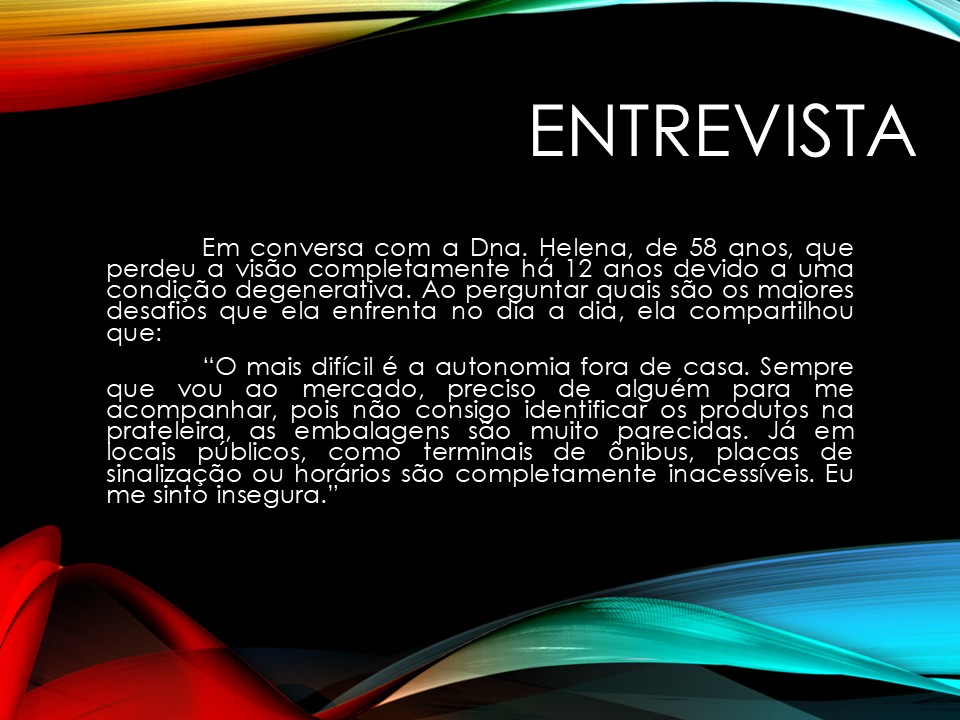 ENTREVISTA
Em conversa com a Dna. Helena, de 58 anos, que
perdeu a visão completamente há 12 anos devido a uma
condição degenerativa. Ao perguntar quais são os maiores
desafios que ela enfrenta no dia a dia, ela compartilhou
que:
“O mais difícil é a autonomia fora de casa. Sempre
que vou ao mercado, preciso de alguém para me
acompanhar, pois não consigo identificar os produtos na
prateleira, as embalagens são muito parecidas. Já em
locais públicos, como terminais de ônibus, placas de
sinalização ou horários são completamente inacessíveis. Eu
me sinto insegura.”